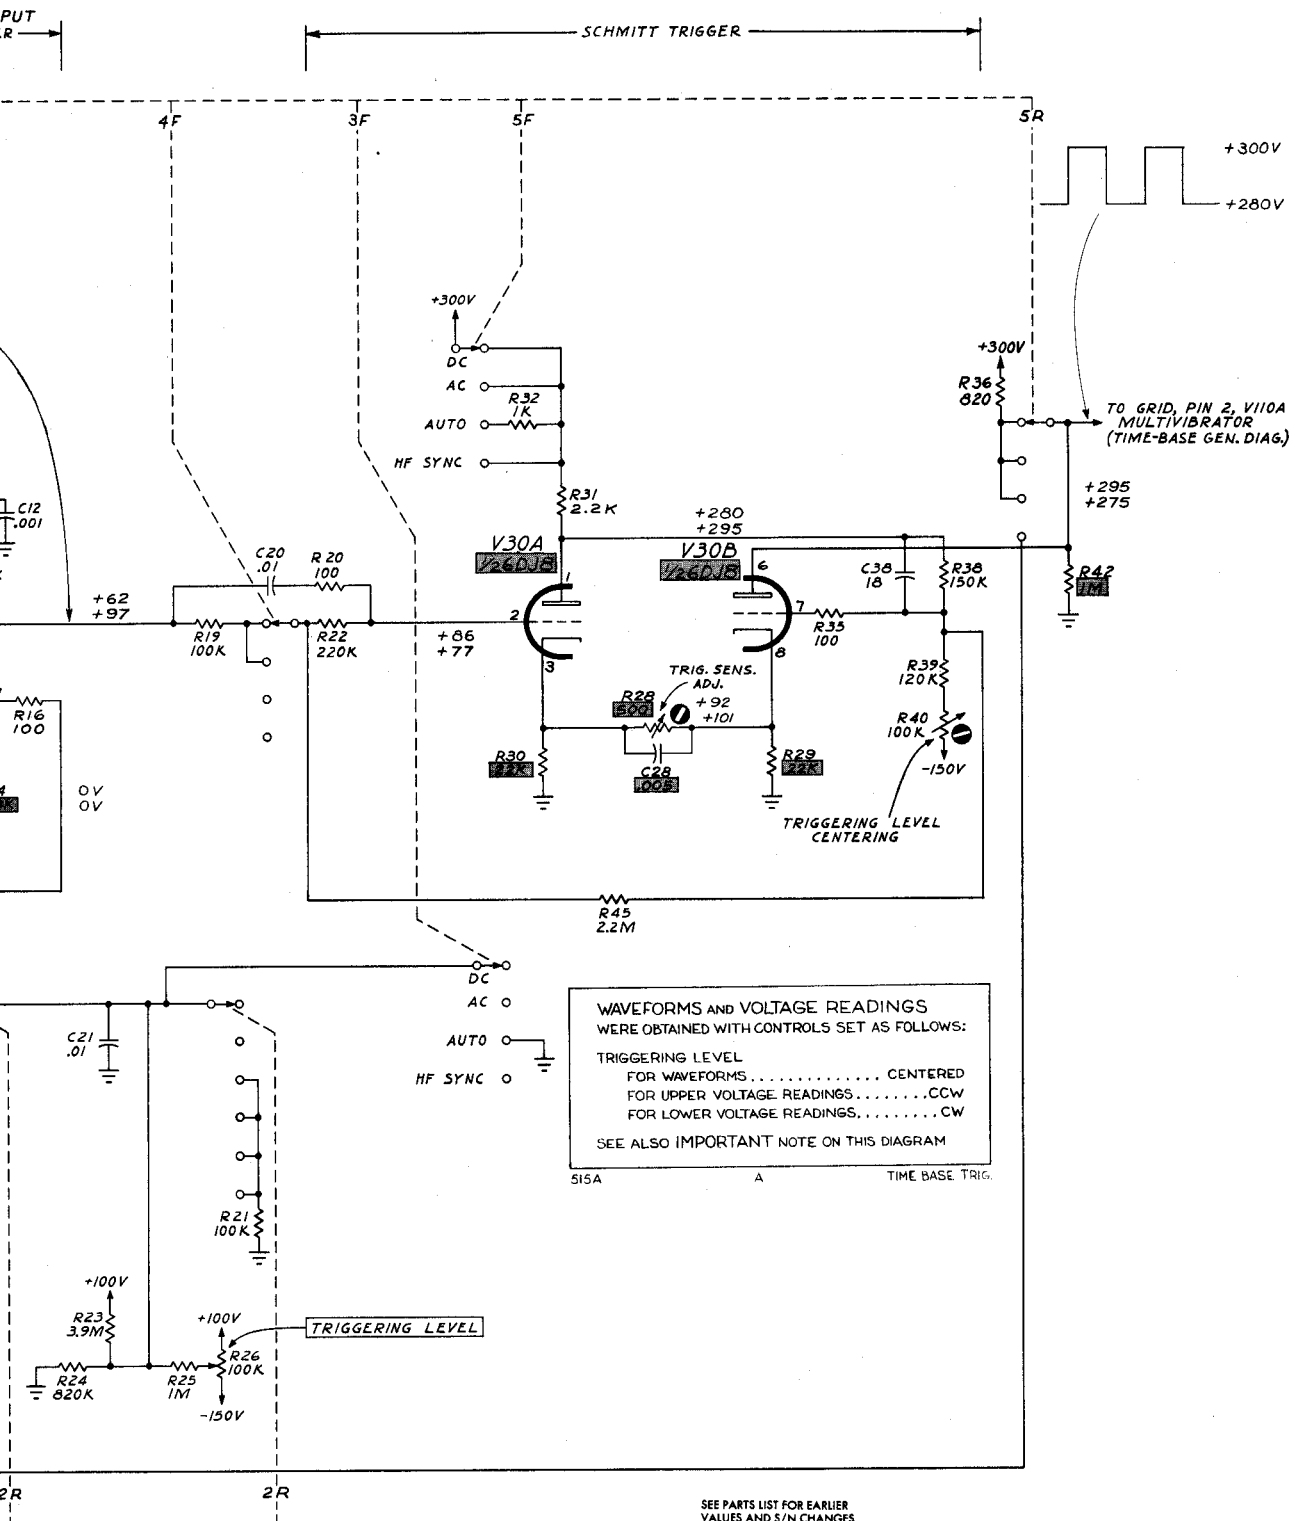 PUT
R
SCHMITT TRIGGER
4F
3F
5F
5R
+300V
+280V
+300V
DC
AC
R32
1K
AUTO
HF SYNC
R31
2.2K
+300V
R36
820
TO GRID, PIN 2, V110A
MULTIVIBRATOR
(TIME-BASE GEN. DIAG.)
+295
+275
C12
.001
K
C20
.01
R20
100
V30A
1/2 6DJ8
+280
+295
V30B
1/2 6DJ8
6
C38
18
R38
150K
R42
1M
+62
+97
R19
100K
R22
220K
+86
+77
2
1
3
7
8
R35
100
TRIG. SENS.
ADJ.
R28
500
+92
+101
R39
120K
R40
100K
-150V
R16
100
R30
22K
C28
.005
R29
22K
4
K
0V
0V
TRIGGERING LEVEL
CENTERING
R45
2.2M
DC
AC
AUTO
HF SYNC
C21
.01
WAVEFORMS AND VOLTAGE READINGS
WERE OBTAINED WITH CONTROLS SET AS FOLLOWS:
TRIGGERING LEVEL
FOR WAVEFORMS.............. CENTERED
FOR UPPER VOLTAGE READINGS........CCW
FOR LOWER VOLTAGE READINGS.........CW
SEE ALSO IMPORTANT NOTE ON THIS DIAGRAM
515A
A
TIME BASE TRIG.
R21
100K
+100V
R23
3.9M
+100V
TRIGGERING LEVEL
R26
100K
R24
820K
R25
1M
-150V
2R
2R
SEE PARTS LIST FOR EARLIER
VALUES AND S/N CHANGES